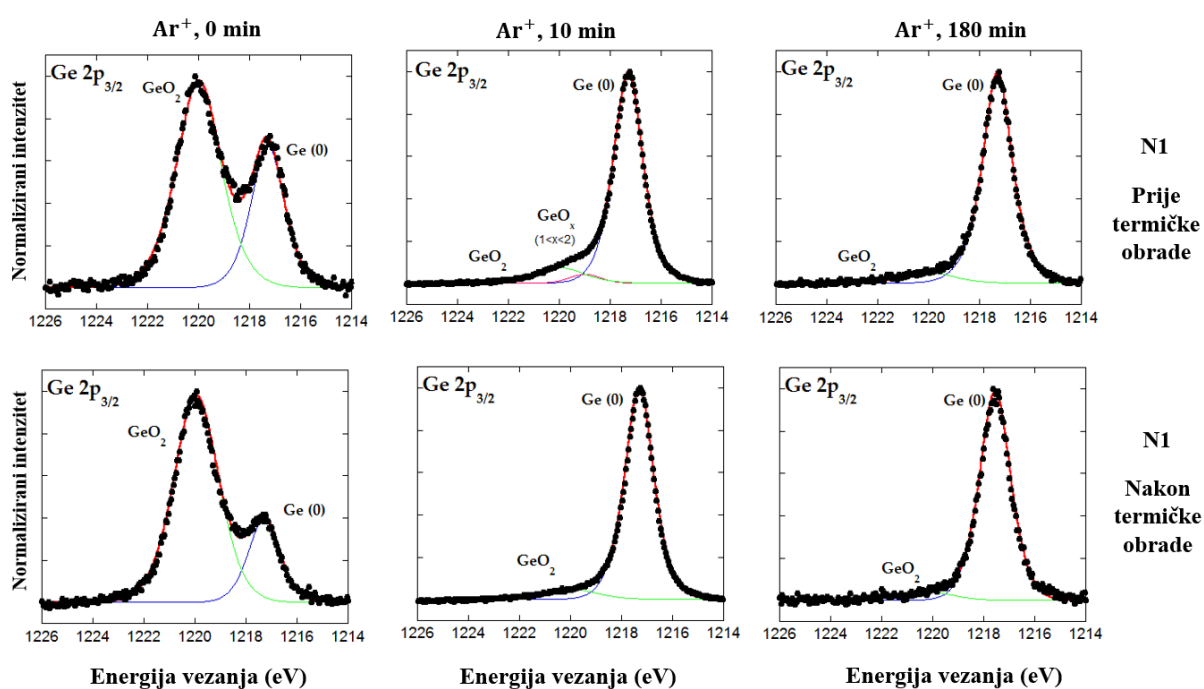 Ar+, 0 min
Ar+, 10 min
Ar+, 180 min
Normalizirani intenzitet
Ge 2p3/2
GeO2
Ge (0)
1226 1224 1222 1220 1218 1216 1214
Ge 2p3/2
Ge (0)
GeOx
(1<x<2)
GeO2
1226 1224 1222 1220 1218 1216 1214
Ge 2p3/2
Ge (0)
GeO2
1226 1224 1222 1220 1218 1216 1214
N1
Prije
termičke
obrade
Normalizirani intenzitet
Ge 2p3/2
GeO2
Ge (0)
1226 1224 1222 1220 1218 1216 1214
Energija vezanja (eV)
Ge 2p3/2
Ge (0)
GeO2
1226 1224 1222 1220 1218 1216 1214
Energija vezanja (eV)
Ge 2p3/2
Ge (0)
GeO2
1226 1224 1222 1220 1218 1216 1214
Energija vezanja (eV)
N1
Nakon
termičke
obrade